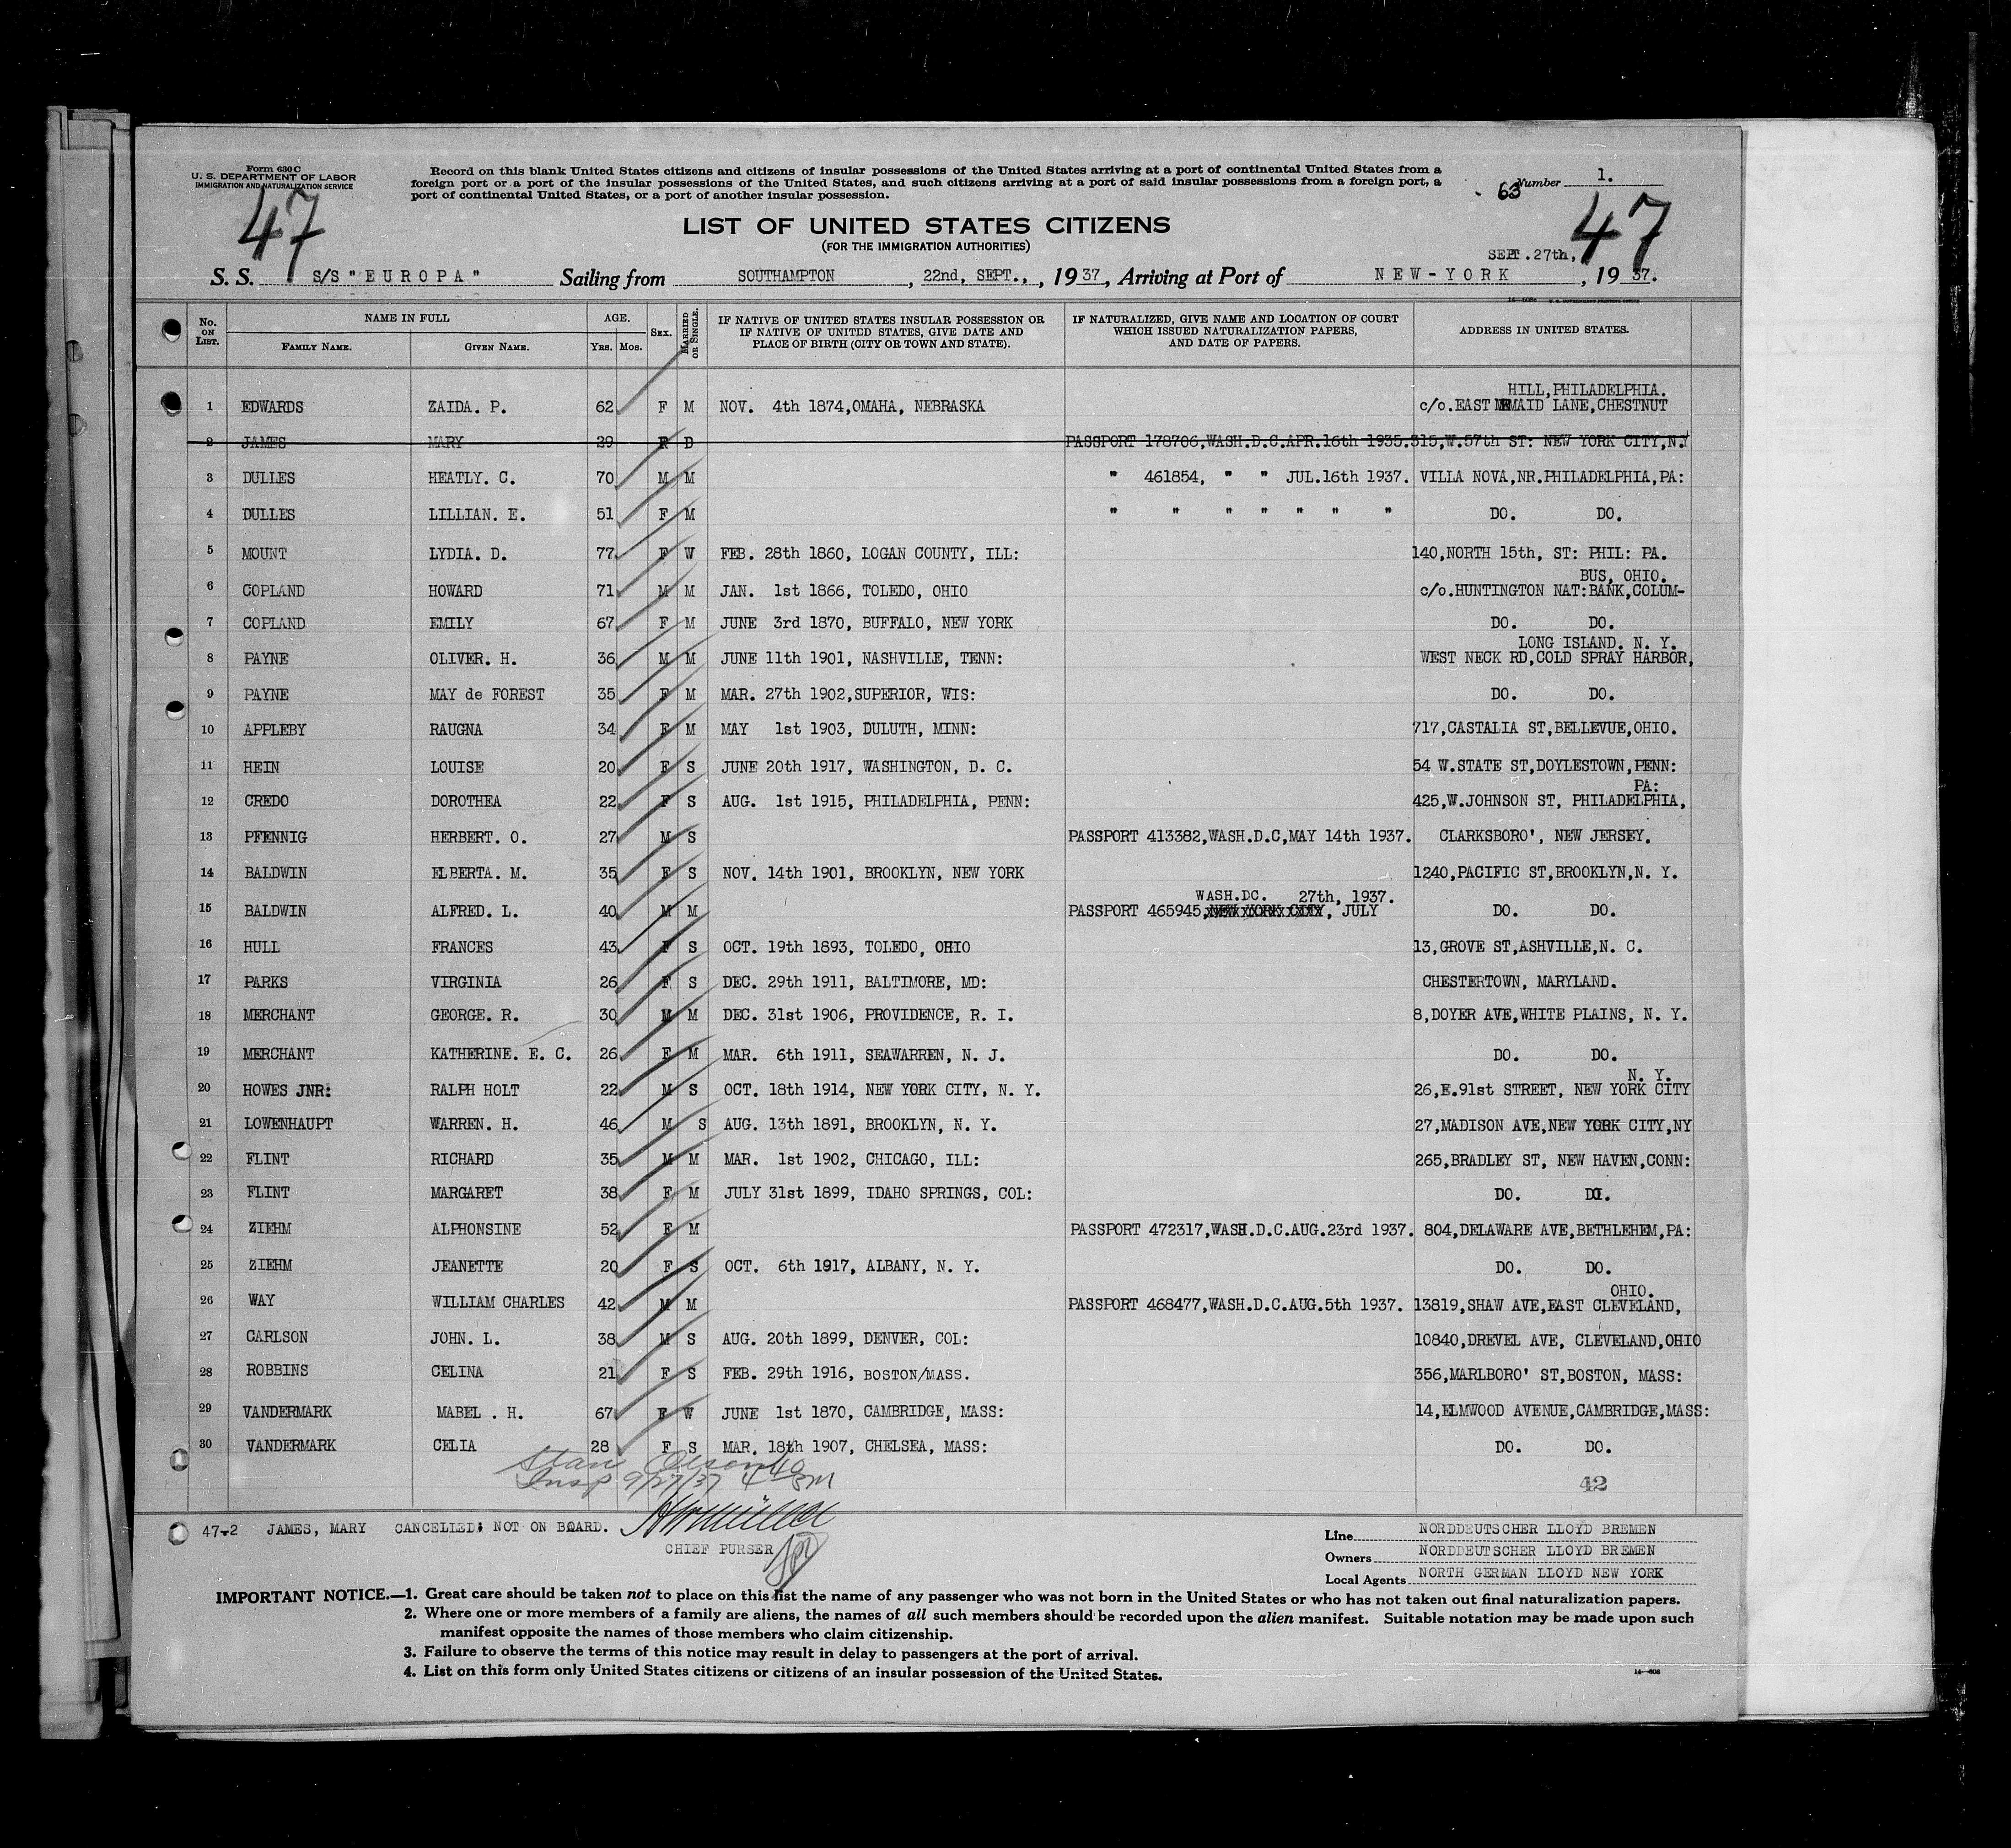 Form 630 C
U. S. DEPARTMENT OF LABOR
IMMIGRATION AND NATURALIZATION SERVICE
47
Record on this blank United States citizens and citizens of insular possessions of the United States arriving at a port of continental United States from a
foreign port or a port of the insular possessions of the United States, and such citizens arriving at a port of said insular possessions from a foreign port, a
port of continental United States, or a port of another insular possession.
63 Number 1.
47
LIST OF UNITED STATES CITIZENS
(FOR THE IMMIGRATION AUTHORITIES)
SEPT. 27th,
S. S. S/S "EUROPA" Sailing from SOUTHAMPTON, 22nd, SEPT., , 1937, Arriving at Port of NEW-YORK, 1937.
No. ON LIST. NAME IN FULL FAMILY NAME. GIVEN NAME. AGE. YRS. MOS. SEX. MARRIED OR SINGLE. IF NATIVE OF UNITED STATES INSULAR POSSESSION OR IF NATIVE OF UNITED STATES, GIVE DATE AND PLACE OF BIRTH (CITY OR TOWN AND STATE). IF NATURALIZED, GIVE NAME AND LOCATION OF COURT WHICH ISSUED NATURALIZATION PAPERS, AND DATE OF PAPERS. ADDRESS IN UNITED STATES.
HILL,PHILADELPHIA.
1 EDWARDS ZAIDA. P. 62 F M NOV. 4th 1874,OMAHA, NEBRASKA c/o.EAST MERMAID LANE,CHESTNUT
2 JAMES MARY 29 F D PASSPORT 178706,WASH.D.C.APR.16th 1935. 315,W.57th ST: NEW YORK CITY,N.Y
3 DULLES HEATLY. C. 70 M M " 461854, " " JUL.16th 1937. VILLA NOVA,NR.PHILADELPHIA,PA:
4 DULLES LILLIAN. E. 51 F M " " " " " " " DO. DO.
5 MOUNT LYDIA. D. 77 F W FEB. 28th 1860, LOGAN COUNTY, ILL: 140,NORTH 15th, ST: PHIL: PA.
BUS, OHIO.
6 COPLAND HOWARD 71 M M JAN. 1st 1866, TOLEDO, OHIO c/o.HUNTINGTON NAT:BANK,COLUM-
7 COPLAND EMILY 67 F M JUNE 3rd 1870, BUFFALO, NEW YORK DO. DO.
LONG ISLAND. N. Y.
8 PAYNE OLIVER. H. 36 M M JUNE 11th 1901, NASHVILLE, TENN: WEST NECK RD,COLD SPRAY HARBOR,
9 PAYNE MAY de FOREST 35 F M MAR. 27th 1902,SUPERIOR, WIS: DO. DO.
10 APPLEBY RAUGNA 34 F M MAY 1st 1903, DULUTH, MINN: 717,CASTALIA ST,BELLEVUE,OHIO.
11 HEIN LOUISE 20 F S JUNE 20th 1917, WASHINGTON, D. C. 54 W.STATE ST,DOYLESTOWN,PENN:
PA:
12 CREDO DOROTHEA 22 F S AUG. 1st 1915, PHILADELPHIA, PENN: 425,W.JOHNSON ST, PHILADELPHIA,
13 PFENNIG HERBERT. O. 27 M S PASSPORT 413382,WASH.D.C,MAY 14th 1937. CLARKSBORO', NEW JERSEY.
14 BALDWIN ELBERTA. M. 35 F S NOV. 14th 1901, BROOKLYN, NEW YORK 1240,PACIFIC ST,BROOKLYN,N. Y.
WASH.DC. 27th, 1937.
15 BALDWIN ALFRED. L. 40 M M PASSPORT 465945,NEW YORK CITY, JULY DO. DO.
16 HULL FRANCES 43 F S OCT. 19th 1893, TOLEDO, OHIO 13,GROVE ST,ASHVILLE,N. C.
17 PARKS VIRGINIA 26 F S DEC. 29th 1911, BALTIMORE, MD: CHESTERTOWN, MARYLAND.
18 MERCHANT GEORGE. R. 30 M M DEC. 31st 1906, PROVIDENCE, R. I. 8,DOYER AVE,WHITE PLAINS, N. Y.
19 MERCHANT KATHERINE. E. C. 26 F M MAR. 6th 1911, SEAWARREN, N. J. DO. DO.
N. Y.
20 HOWES JNR: RALPH HOLT 22 M S OCT. 18th 1914, NEW YORK CITY, N. Y. 26,E.91st STREET, NEW YORK CITY
21 LOWENHAUPT WARREN. H. 46 M S AUG. 13th 1891, BROOKLYN, N. Y. 27,MADISON AVE,NEW YORK CITY,NY
22 FLINT RICHARD 35 M M MAR. 1st 1902, CHICAGO, ILL: 265,BRADLEY ST, NEW HAVEN,CONN:
23 FLINT MARGARET 38 F M JULY 31st 1899, IDAHO SPRINGS, COL: DO. DO.
24 ZIEHM ALPHONSINE 52 F M PASSPORT 472317,WASH.D.C.AUG.23rd 1937. 804,DELAWARE AVE,BETHLEHEM,PA:
25 ZIEHM JEANETTE 20 F S OCT. 6th 1917, ALBANY, N. Y. DO. DO.
OHIO.
26 WAY WILLIAM CHARLES 42 M M PASSPORT 468477,WASH.D.C.AUG.5th 1937. 13819,SHAW AVE,EAST CLEVELAND,
27 CARLSON JOHN. L. 38 M S AUG. 20th 1899, DENVER, COL: 10840,DREVEL AVE, CLEVELAND,OHIO
28 ROBBINS CELINA 21 F S FEB. 29th 1916, BOSTON/MASS. 356,MARLBORO' ST,BOSTON, MASS:
29 VANDERMARK MABEL . H. 67 F W JUNE 1st 1870, CAMBRIDGE, MASS: 14,ELMWOOD AVENUE,CAMBRIDGE,MASS:
30 VANDERMARK CELIA 28 F S MAR. 18th 1907, CHELSEA, MASS: DO. DO.
Insp 9/27/37
42
47-2 JAMES, MARY CANCELLED: NOT ON BOARD.
CHIEF PURSER
Line NORDDEUTSCHER LLOYD BREMEN
Owners NORDDEUTSCHER LLOYD BREMEN
Local Agents NORTH GERMAN LLOYD NEW YORK
IMPORTANT NOTICE.—1. Great care should be taken not to place on this list the name of any passenger who was not born in the United States or who has not taken out final naturalization papers.
2. Where one or more members of a family are aliens, the names of all such members should be recorded upon the alien manifest. Suitable notation may be made upon such
manifest opposite the names of those members who claim citizenship.
3. Failure to observe the terms of this notice may result in delay to passengers at the port of arrival.
4. List on this form only United States citizens or citizens of an insular possession of the United States.